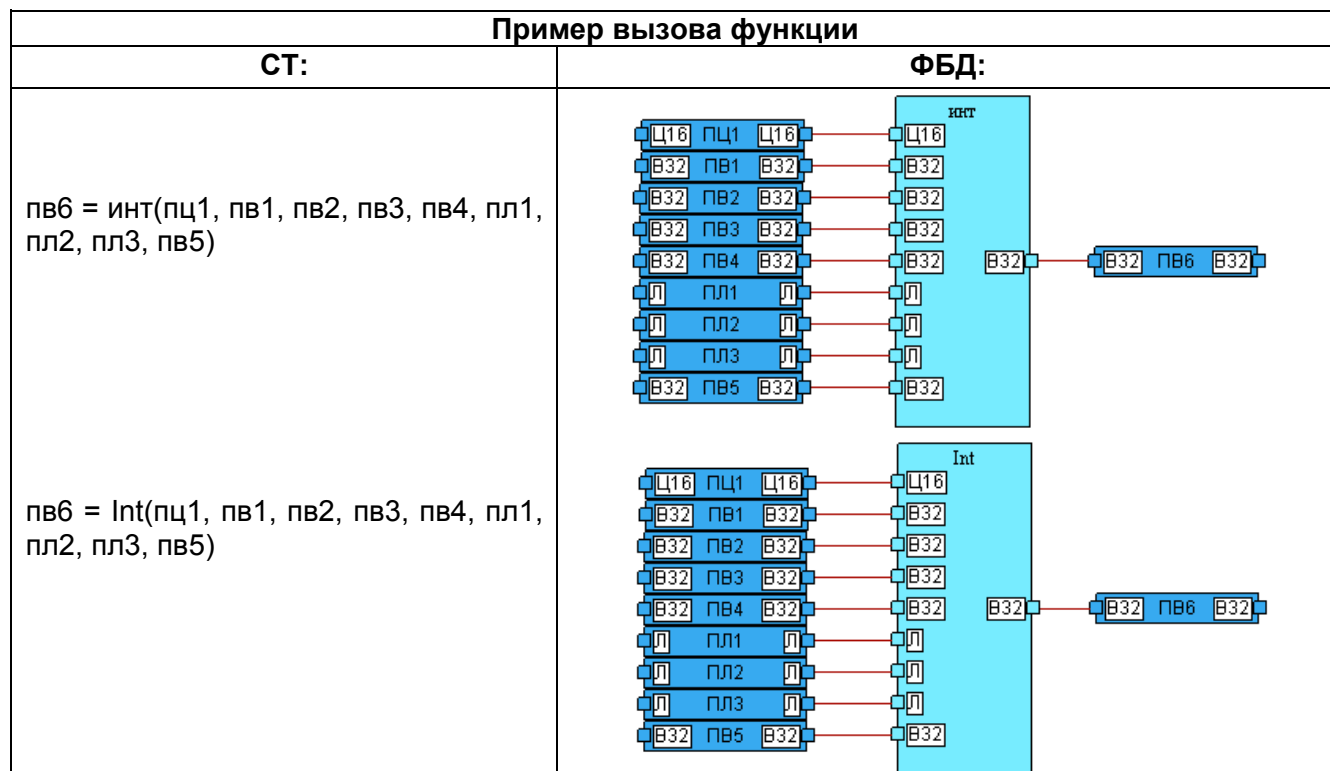 Пример вызова функции
СТ:
ФБД:
пв6 = инт(пц1, пв1, пв2, пв3, пв4, пл1,
пл2, пл3, пв5)
инт
Ц16 ПЦ1 Ц16 Ц16
В32 ПВ1 В32 В32
В32 ПВ2 В32 В32
В32 ПВ3 В32 В32
В32 ПВ4 В32 В32 В32 В32 ПВ6 В32
Л ПЛ1 Л Л
Л ПЛ2 Л Л
Л ПЛ3 Л Л
В32 ПВ5 В32 В32
пв6 = Int(пц1, пв1, пв2, пв3, пв4, пл1,
пл2, пл3, пв5)
Int
Ц16 ПЦ1 Ц16 Ц16
В32 ПВ1 В32 В32
В32 ПВ2 В32 В32
В32 ПВ3 В32 В32
В32 ПВ4 В32 В32 В32 В32 ПВ6 В32
Л ПЛ1 Л Л
Л ПЛ2 Л Л
Л ПЛ3 Л Л
В32 ПВ5 В32 В32